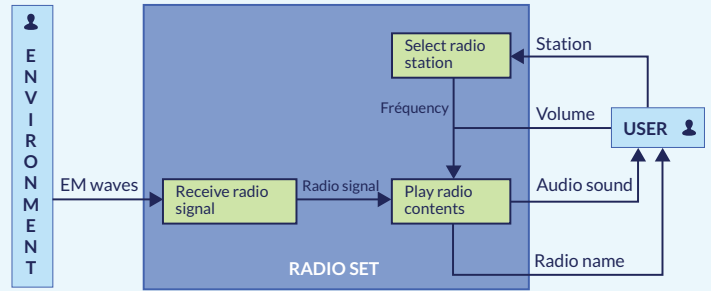 ENVIRONMENT
EM waves
Receive radio
signal
Radio signal
Select radio
station
Fréquency
Play radio
contents
RADIO SET
Station
Volume
USER
Audio sound
Radio name